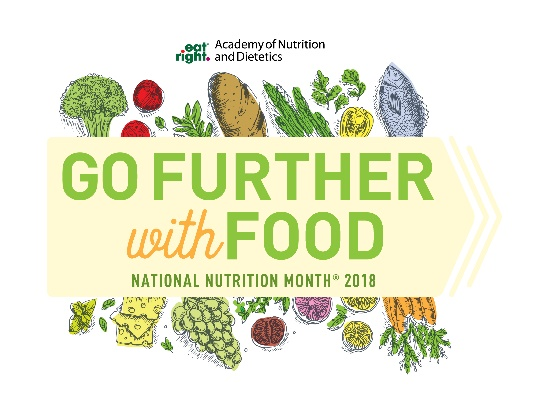 eat
right.
Academy of Nutrition
and Dietetics
GO FURTHER
with FOOD
NATIONAL NUTRITION MONTH® 2018